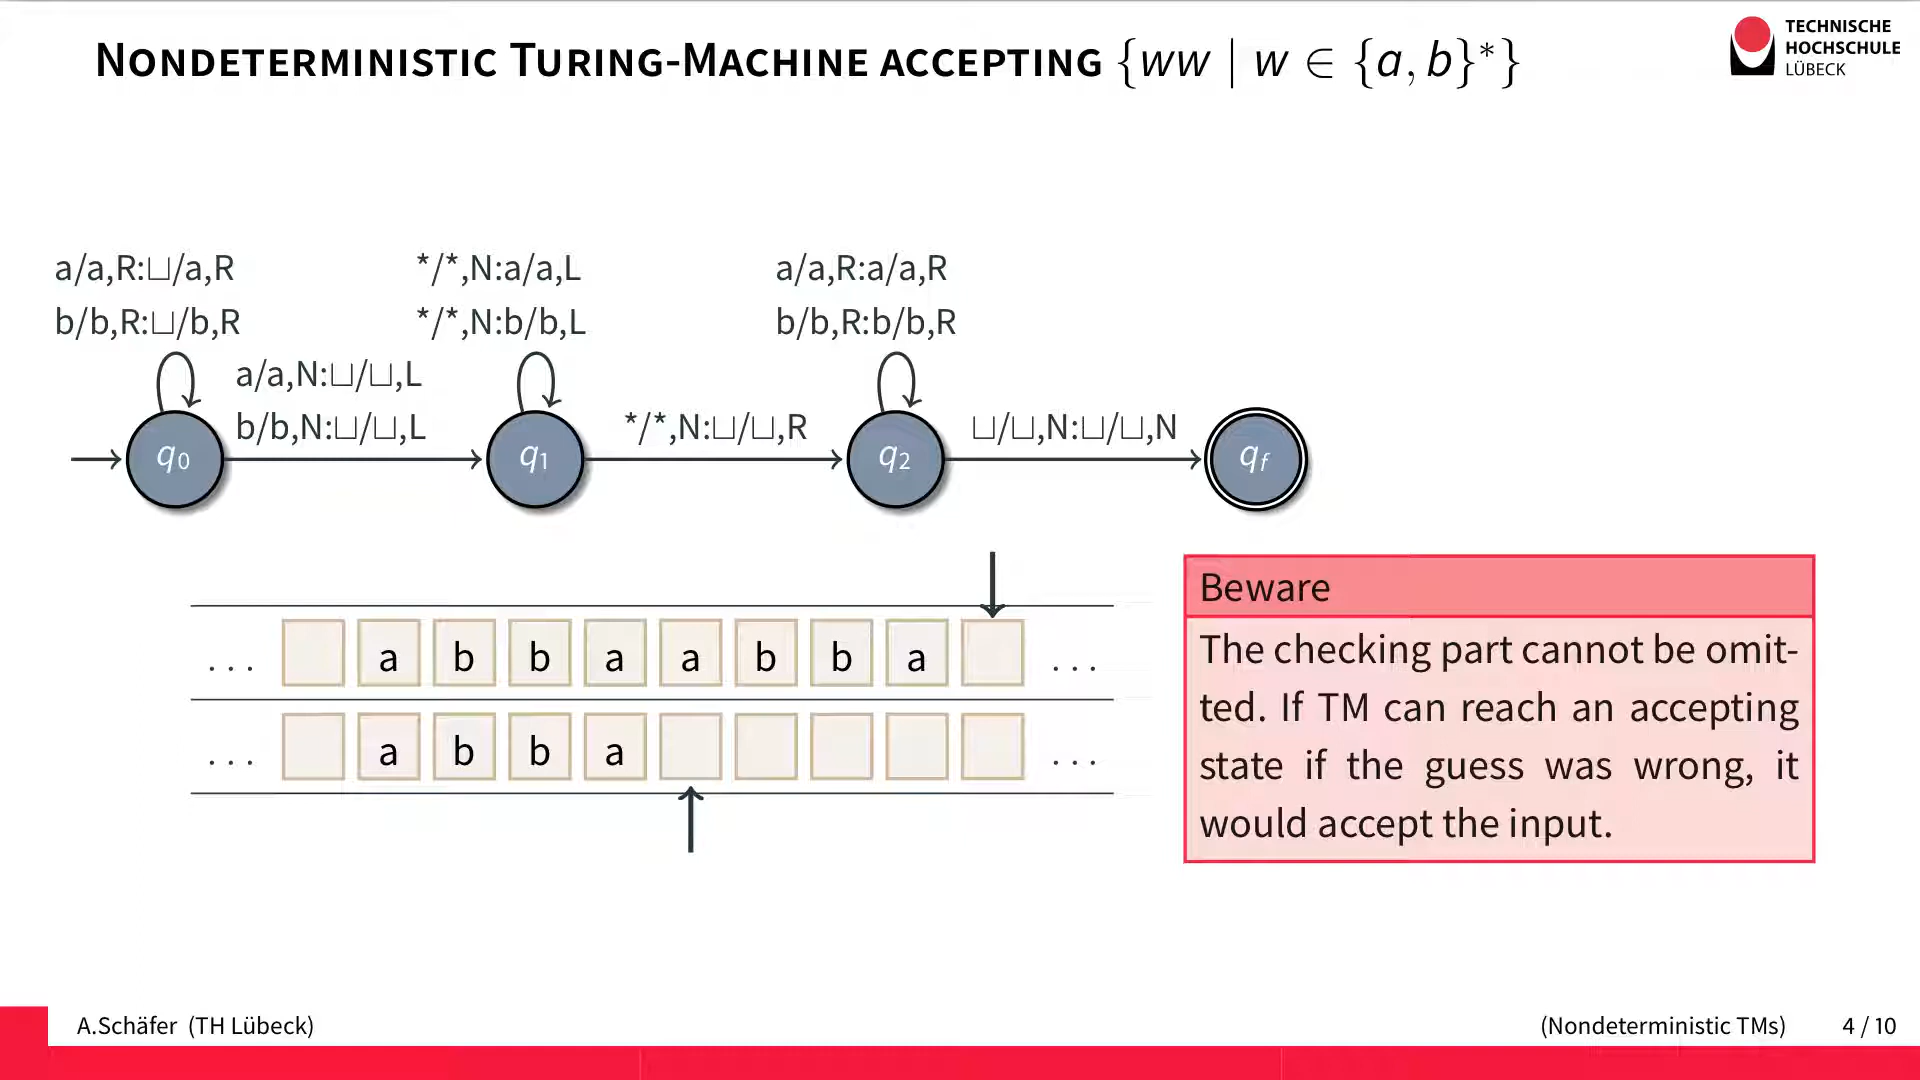 NONDETERMINISTIC TURING-MACHINE ACCEPTING {ww | w ∈ {a, b}*}
TECHNISCHE
HOCHSCHULE
LÜBECK
a/a,R:⊔/a,R
b/b,R:⊔/b,R
*/*,N:a/a,L
*/*,N:b/b,L
a/a,R:a/a,R
b/b,R:b/b,R
a/a,N:⊔/⊔,L
b/b,N:⊔/⊔,L
*/*,N:⊔/⊔,R
⊔/⊔,N:⊔/⊔,N
q₀ q₁ q₂ q_f
... a b b a a b b a ...
... a b b a ...
Beware
The checking part cannot be omit-
ted. If TM can reach an accepting
state if the guess was wrong, it
would accept the input.
A.Schäfer (TH Lübeck) (Nondeterministic TMs) 4 / 10